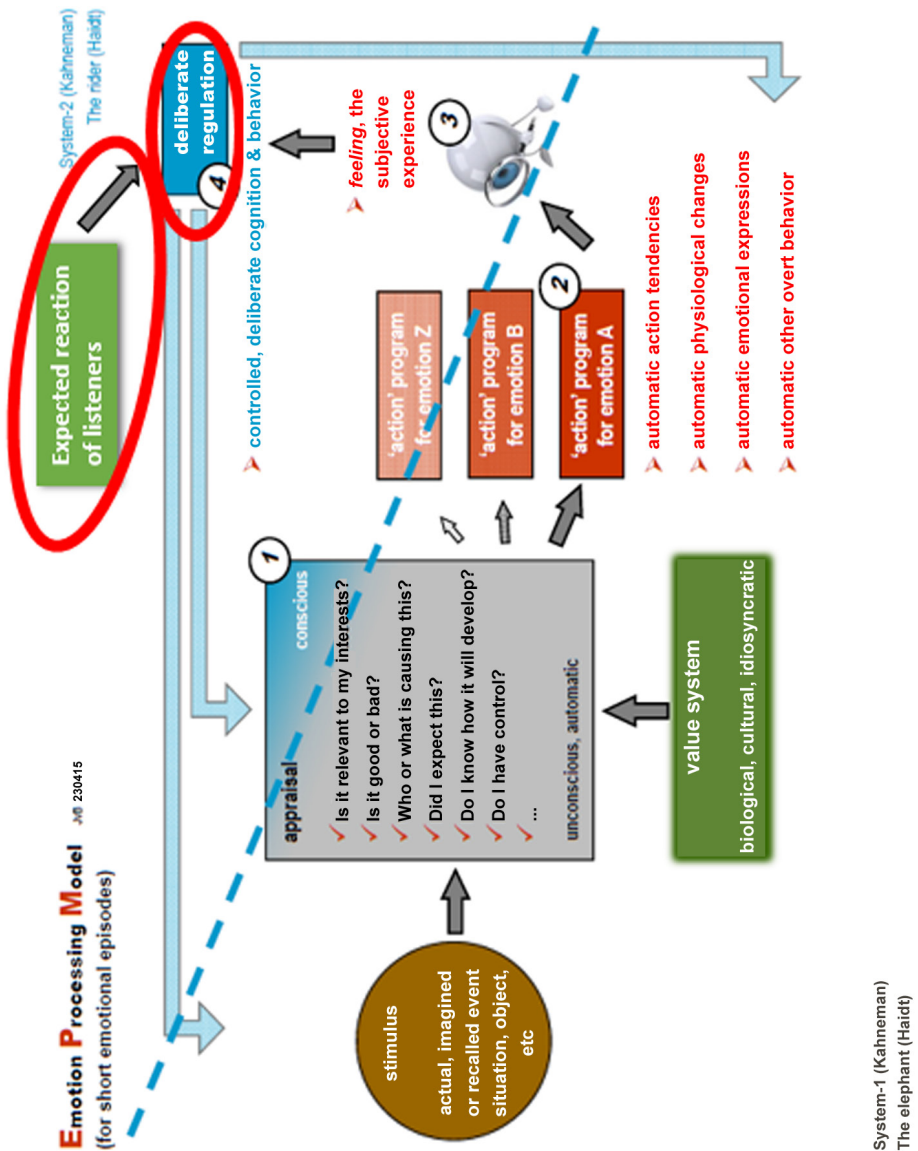 Emotion Processing Model JMJ 230415
(for short emotional episodes)
System-2 (Kahneman)
The rider (Haidt)
Expected reaction
of listeners
deliberate
regulation
4
controlled, deliberate cognition & behavior
stimulus
actual, imagined
or recalled event
situation, object,
etc
1
appraisal
conscious
Is it relevant to my interests?
Is it good or bad?
Who or what is causing this?
Did I expect this?
Do I know how it will develop?
Do I have control?
...
unconscious, automatic
value system
biological, cultural, idiosyncratic
'action' program
for emotion Z
'action' program
for emotion B
2
'action' program
for emotion A
3
feeling, the
subjective
experience
automatic action tendencies
automatic physiological changes
automatic emotional expressions
automatic other overt behavior
System-1 (Kahneman)
The elephant (Haidt)